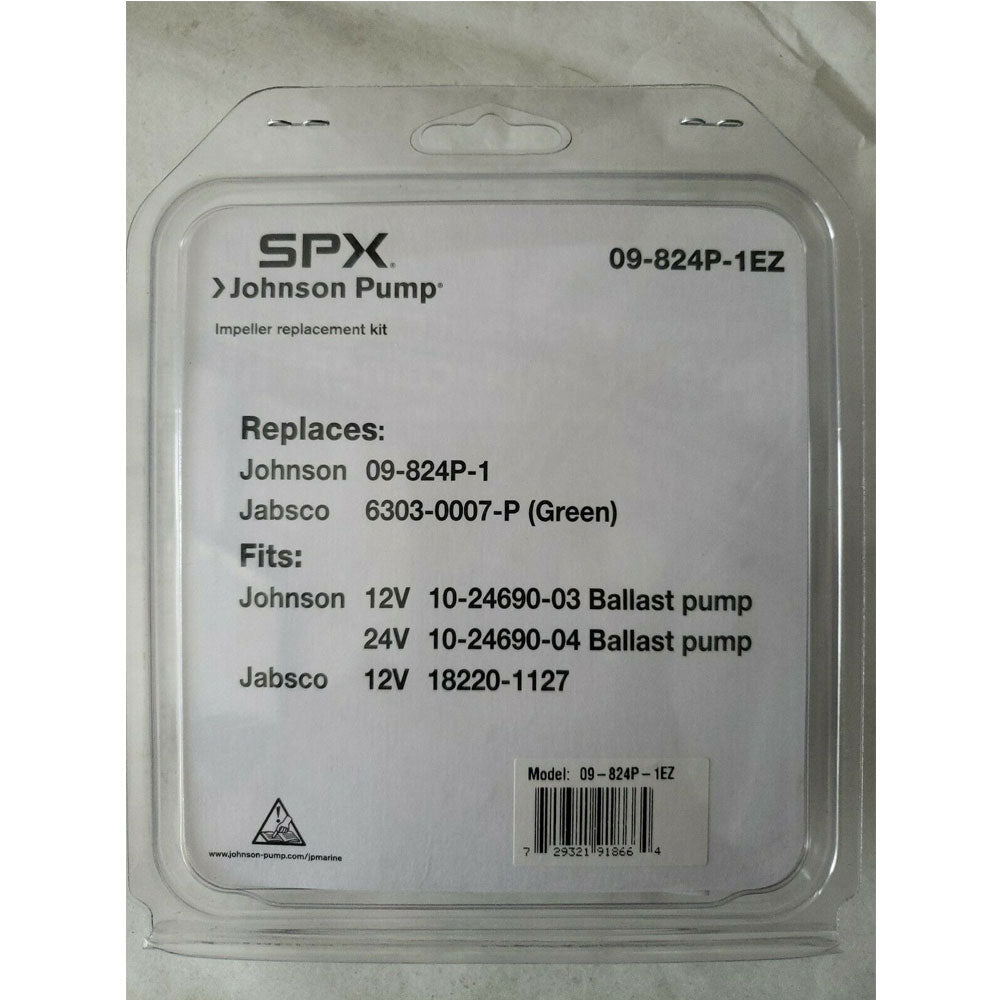 SPX®
Johnson Pump®
09-824P-1EZ
Impeller replacement kit
Replaces:
Johnson 09-824P-1
Jabsco 6303-0007-P (Green)
Fits:
Johnson 12V 10-24690-03 Ballast pump
24V 10-24690-04 Ballast pump
Jabsco 12V 18220-1127
Model: 09-824P-1EZ
7 29321 91866 4
www.johnson-pump.com/jpmarine